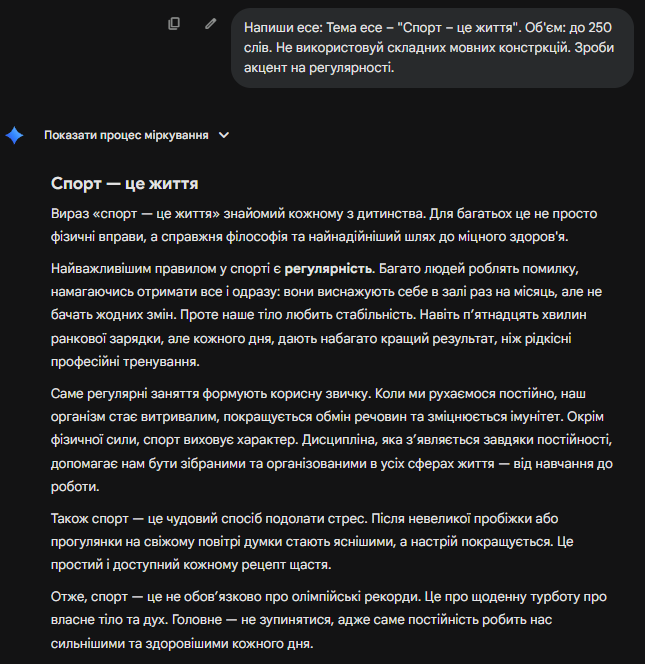 Напиши есе: Тема есе – "Спорт – це життя". Об'єм: до 250
слів. Не використовуй складних мовних констркцій. Зроби
акцент на регулярності.
Показати процес міркування
Спорт — це життя
Вираз «спорт — це життя» знайомий кожному з дитинства. Для багатьох це не просто
фізичні вправи, а справжня філософія та найнадійніший шлях до міцного здоров'я.
Найважливішим правилом у спорті є регулярність. Багато людей роблять помилку,
намагаючись отримати все і одразу: вони виснажують себе в залі раз на місяць, але не
бачать жодних змін. Проте наше тіло любить стабільність. Навіть п’ятнадцять хвилин
ранкової зарядки, але кожного дня, дають набагато кращий результат, ніж рідкісні
професійні тренування.
Саме регулярні заняття формують корисну звичку. Коли ми рухаємося постійно, наш
організм стає витривалим, покращується обмін речовин та зміцнюється імунітет. Окрім
фізичної сили, спорт виховує характер. Дисципліна, яка з’являється завдяки постійності,
допомагає нам бути зібраними та організованими в усіх сферах життя — від навчання до
роботи.
Також спорт — це чудовий спосіб подолати стрес. Після невеликої пробіжки або
прогулянки на свіжому повітрі думки стають яснішими, а настрій покращується. Це
простий і доступний кожному рецепт щастя.
Отже, спорт — це не обов’язково про олімпійські рекорди. Це про щоденну турботу про
власне тіло та дух. Головне — не зупинятися, адже саме постійність робить нас
сильнішими та здоровішими кожного дня.